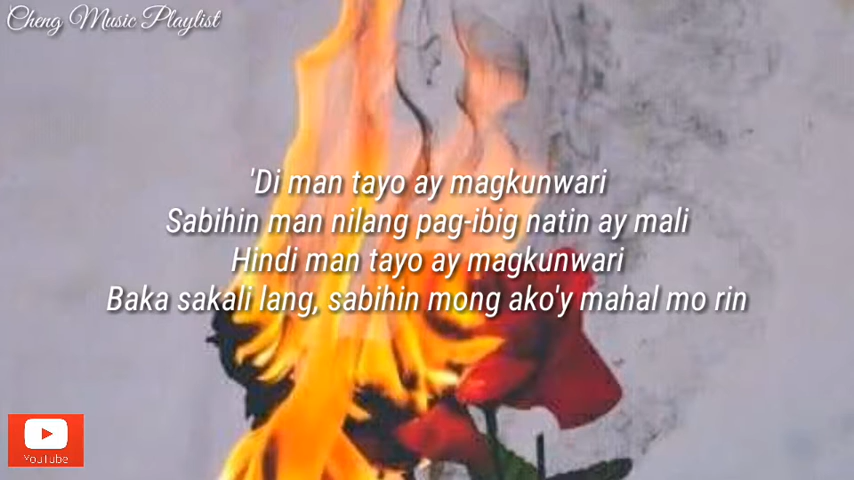 Cheng Music Playlist
'Di man tayo ay magkunwari
Sabihin man nilang pag-ibig natin ay mali
Hindi man tayo ay magkunwari
Baka sakali lang, sabihin mong ako'y mahal mo rin
YouTube